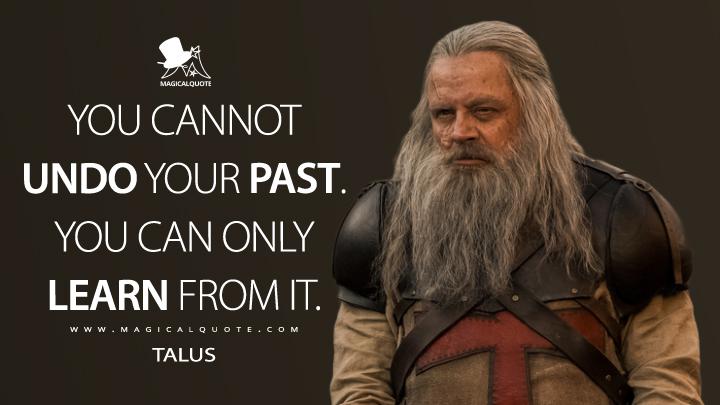 MAGICALQUOTE
YOU CANNOT
UNDO YOUR PAST.
YOU CAN ONLY
LEARN FROM IT.
WWW.MAGICALQUOTE.COM
TALUS